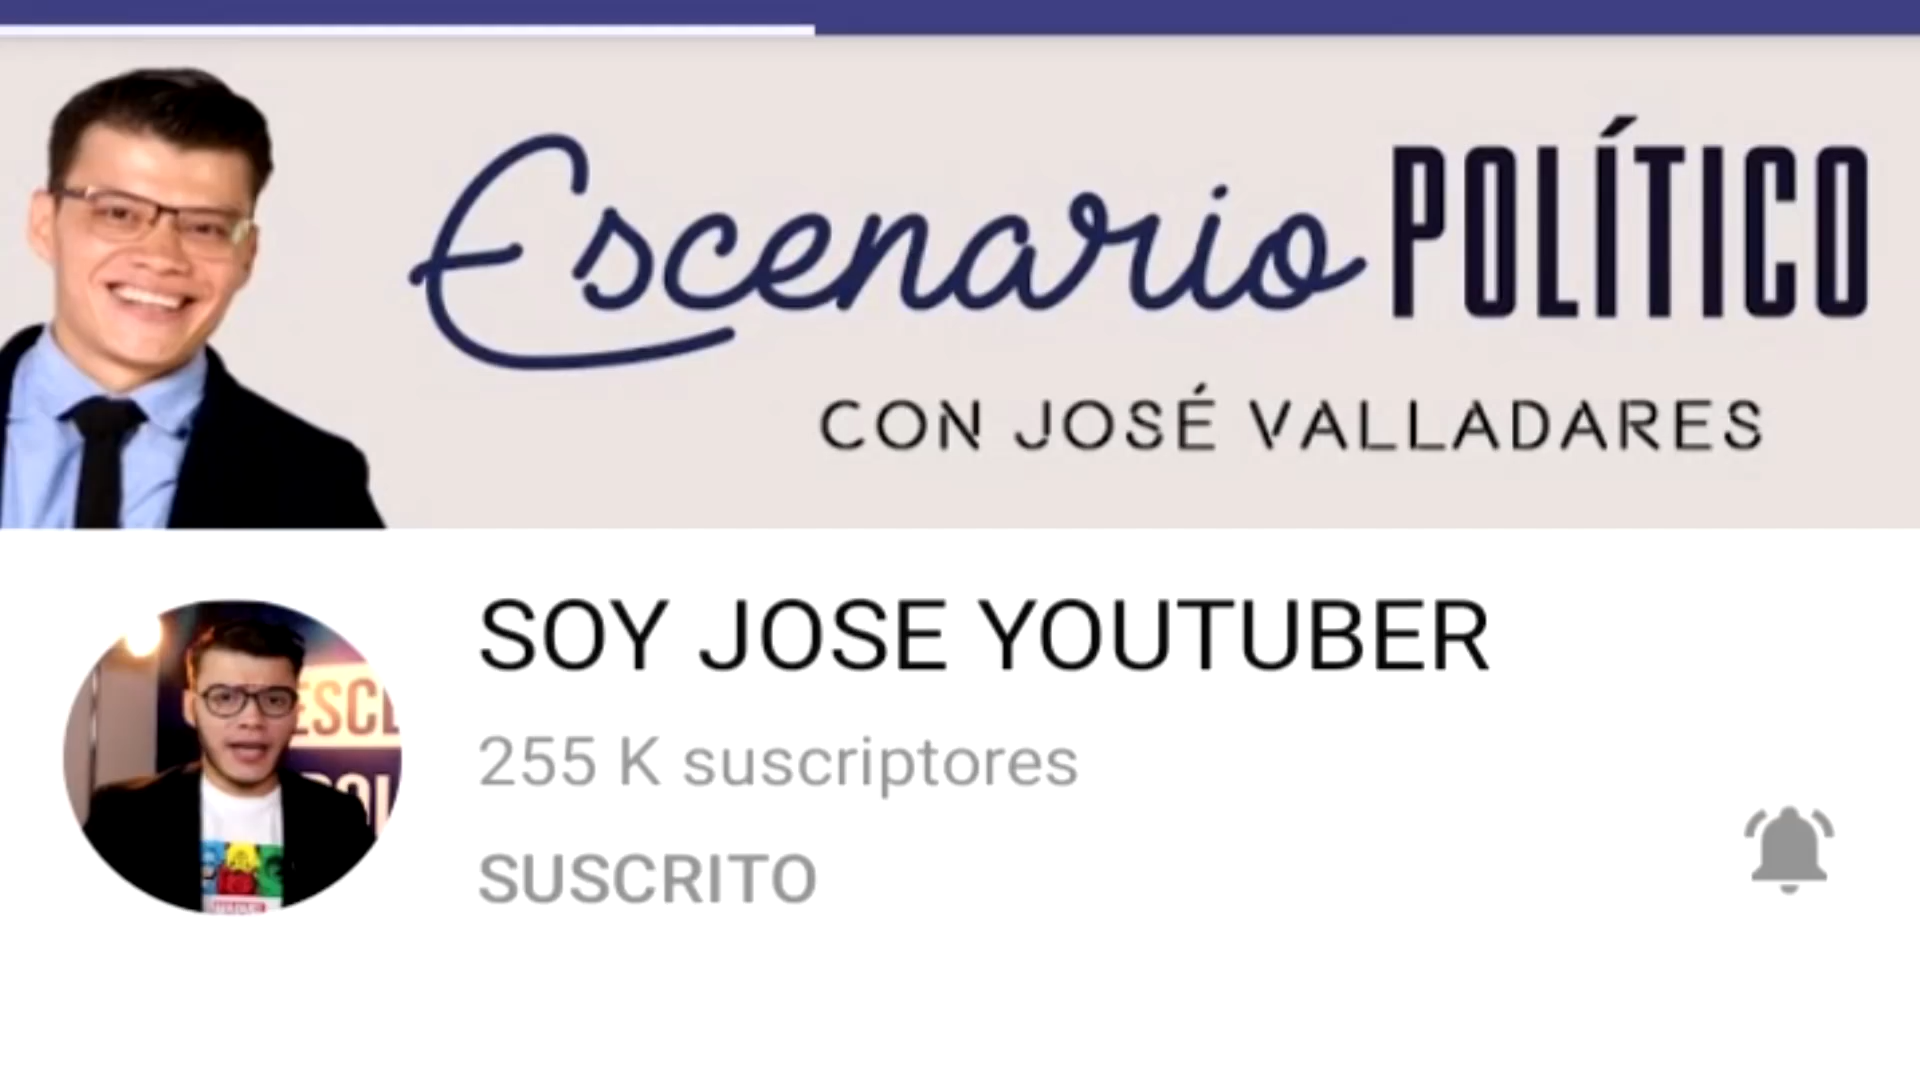 Escenario POLÍTICO
CON JOSÉ VALLADARES
SOY JOSE YOUTUBER
255 K suscriptores
SUSCRITO